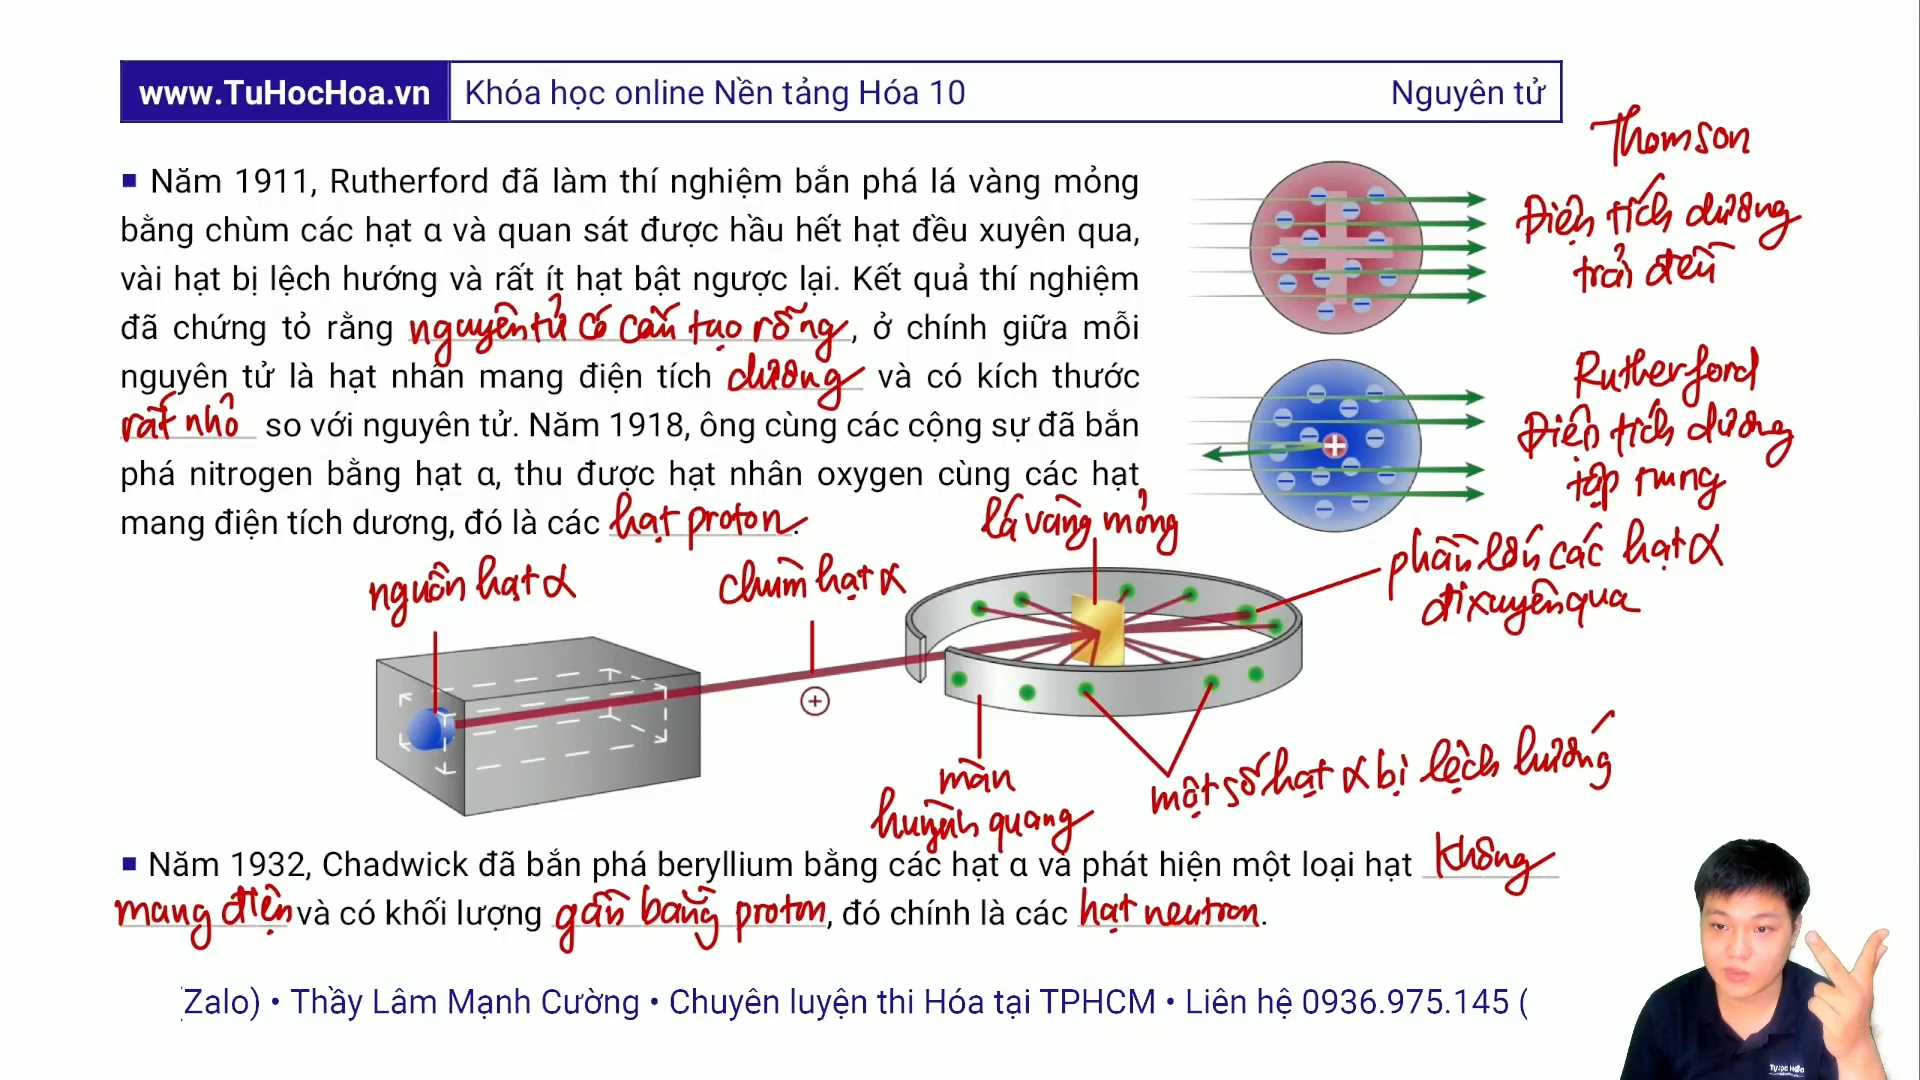 www.TuHocHoa.vn Khóa học online Nền tảng Hóa 10 Nguyên tử
▪ Năm 1911, Rutherford đã làm thí nghiệm bắn phá lá vàng mỏng
bằng chùm các hạt α và quan sát được hầu hết hạt đều xuyên qua,
vài hạt bị lệch hướng và rất ít hạt bật ngược lại. Kết quả thí nghiệm
đã chứng tỏ rằng nguyên tử có cấu tạo rỗng, ở chính giữa mỗi
nguyên tử là hạt nhân mang điện tích dương và có kích thước
rất nhỏ so với nguyên tử. Năm 1918, ông cùng các cộng sự đã bắn
phá nitrogen bằng hạt α, thu được hạt nhân oxygen cùng các hạt
mang điện tích dương, đó là các hạt proton.
Thomson
Điện tích dương
trải đều
Rutherford
Điện tích dương
tập trung
nguồn hạt α
chùm hạt α
lá vàng mỏng
phần lớn các hạt α
đi xuyên qua
màn
huỳnh quang
một số hạt α bị lệch hướng
▪ Năm 1932, Chadwick đã bắn phá beryllium bằng các hạt α và phát hiện một loại hạt không
mang điện và có khối lượng gần bằng proton, đó chính là các hạt neutron.
Zalo) • Thầy Lâm Mạnh Cường • Chuyên luyện thi Hóa tại TPHCM • Liên hệ 0936.975.145 (